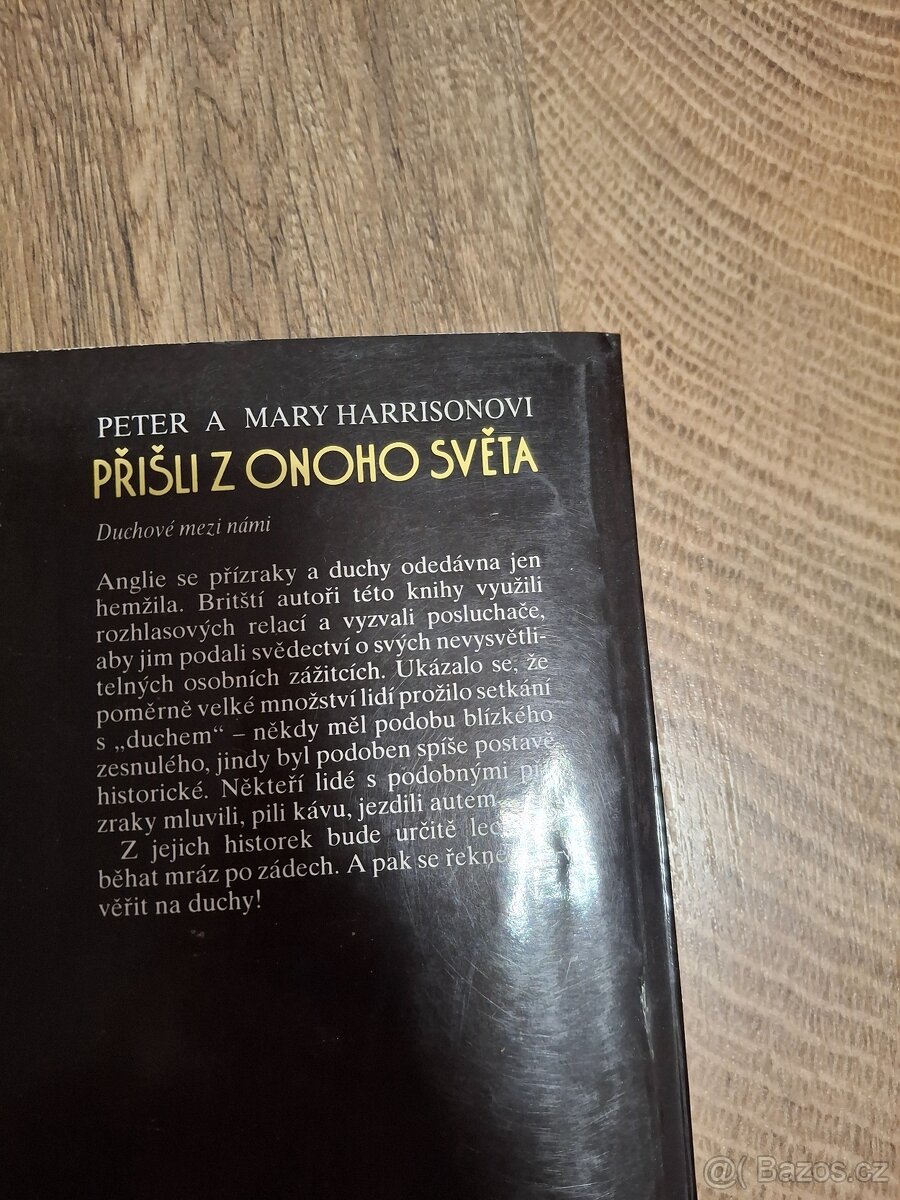 PETER A MARY HARRISONOVI
PŘIŠLI Z ONOHO SVĚTA
Duchové mezi námi
Anglie se přízraky a duchy odedávna jen
hemžila. Britští autoři této knihy využili
rozhlasových relací a vyzvali posluchače,
aby jim podali svědectví o svých nevysvětli-
telných osobních zážitcích. Ukázalo se, že
poměrně velké množství lidí prožilo setkání
s „duchem“ – někdy měl podobu blízkého
zesnulého, jindy byl podoben spíše postavě
historické. Někteří lidé s podobnými
zraky mluvili, pili kávu, jezdili autem
Z jejich historek bude určitě
běhat mráz po zádech. A pak se řekne
věřit na duchy!
@( Bazos.cz